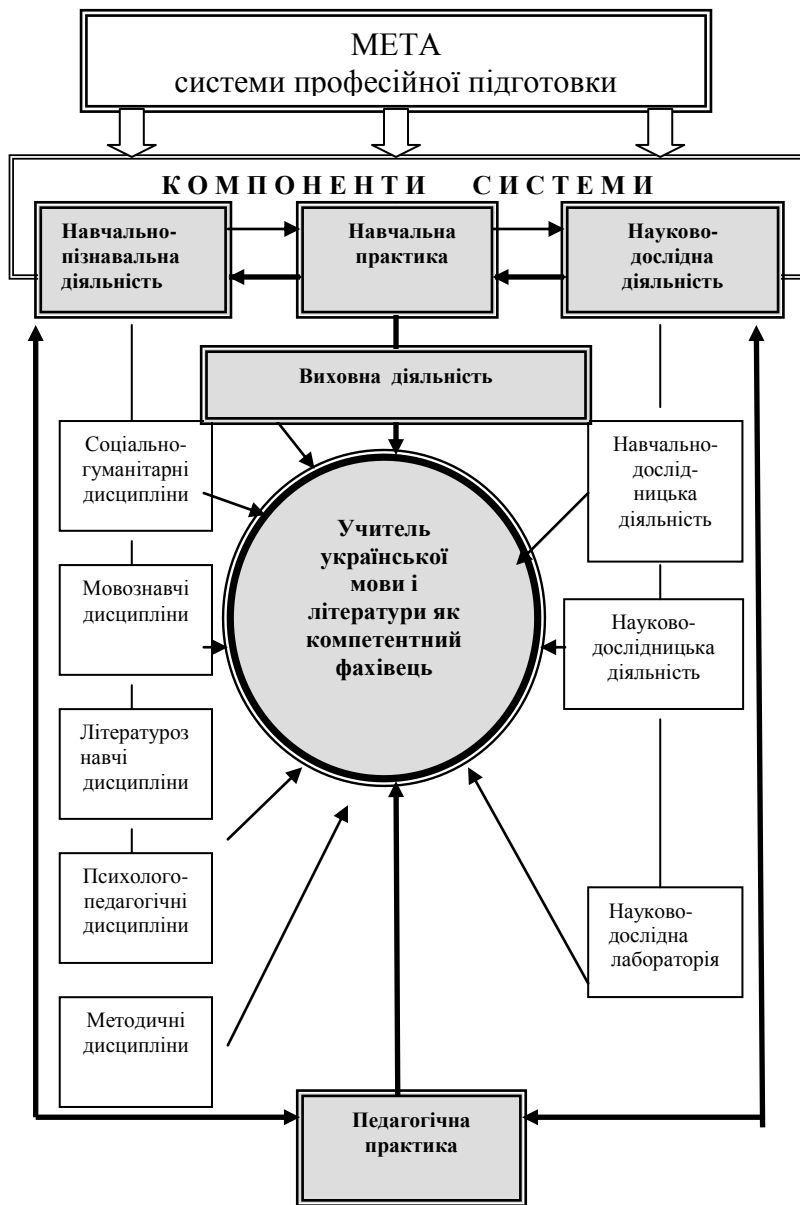 МЕТА
системи професійної підготовки
КОМПОНЕНТИ СИСТЕМИ
Навчально-
пізнавальна
діяльність
Навчальна
практика
Науково-
дослідна
діяльність
Виховна діяльність
Соціально-
гуманітарні
дисципліни
Мовознавчі
дисципліни
Літературоз
навчі
дисципліни
Психолого-
педагогічні
дисципліни
Методичні
дисципліни
Учитель
української
мови і
літератури як
компетентний
фахівець
Навчально-
дослід-
ницька
діяльність
Науково-
дослідницька
діяльність
Науково-
дослідна
лабораторія
Педагогічна
практика